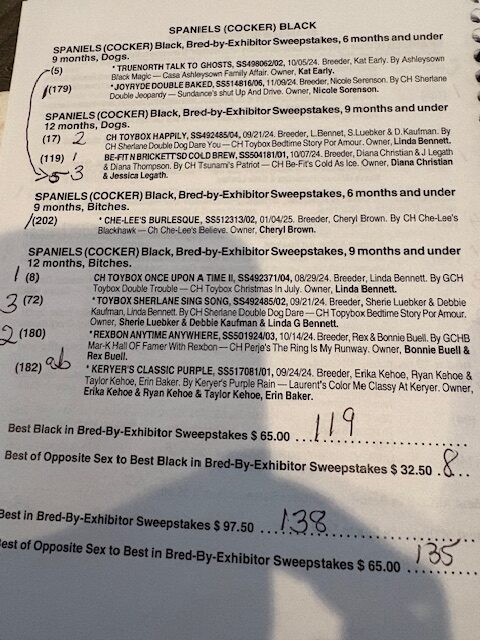 SPANIELS (COCKER) BLACK
SPANIELS (COCKER) Black, Bred-by-Exhibitor Sweepstakes, 6 months and under
9 months, Dogs.
(5) * TRUENORTH TALK TO GHOSTS, SS498062/02, 10/05/24. Breeder, Kat Early. By Ashleysown
Black Magic — Casa Ashleysown Family Affair. Owner, Kat Early.
1 (179) * JOYRYDE DOUBLE BAKED, SS514816/06, 11/09/24. Breeder, Nicole Serenson. By CH Sherlane
Double Jeopardy — Sundance's shut Up And Drive. Owner, Nicole Sorenson.
SPANIELS (COCKER) Black, Bred-by-Exhibitor Sweepstakes, 9 months and under
12 months, Dogs.
(17) 2 CH TOYBOX HAPPILY, SS492485/04, 09/21/24. Breeder, L.Bennet, S.Luebker & D.Kaufman. By
CH Sherlane Double Dog Dare You — CH Toybox Bedtime Story Por Amour. Owner, Linda Bennett.
(119) 1 BE-FIT N BRICKETT'SD COLD BREW, SS504181/01, 10/07/24. Breeder, Diana Christian & J Legath
& Diana Thompson. By CH Tsunami's Patriot — CH Be-Fit's Cold As Ice. Owner, Diana Christian
5 3 & Jessica Legath.
SPANIELS (COCKER) Black, Bred-by-Exhibitor Sweepstakes, 6 months and under
9 months, Bitches.
1 (202) * CHE-LEE'S BURLESQUE, SS512313/02, 01/04/25. Breeder, Cheryl Brown. By CH Che-Lee's
Blackhawk — Ch Che-Lee's Believe. Owner, Cheryl Brown.
SPANIELS (COCKER) Black, Bred-by-Exhibitor Sweepstakes, 9 months and under
12 months, Bitches.
1 (8) CH TOYBOX ONCE UPON A TIME II, SS492371/04, 08/29/24. Breeder, Linda Bennett. By GCH
Toybox Double Trouble — CH Toybox Christmas In July. Owner, Linda Bennett.
3 (72) * TOYBOX SHERLANE SING SONG, SS492485/02, 09/21/24. Breeder, Sherie Luebker & Debbie
Kaufman, Linda Bennett. By CH Sherlane Double Dog Dare — CH Topybox Bedtime Story Por Amour.
Owner, Sherie Luebker & Debbie Kaufman & Linda G Bennett.
2 (180) * REXBON ANYTIME ANYWHERE, SS501924/03, 10/14/24. Breeder, Rex & Bonnie Buell. By GCHB
Mar-K Hall OF Famer With Rexbon — CH Perje's The Ring Is My Runway. Owner, Bonnie Buell &
Rex Buell.
(182) ab * KERYER'S CLASSIC PURPLE, SS517081/01, 09/24/24. Breeder, Erika Kehoe, Ryan Kehoe &
Taylor Kehoe, Erin Baker. By Keryer's Purple Rain — Laurent's Color Me Classy At Keryer. Owner,
Erika Kehoe & Ryan Kehoe & Taylor Kehoe, Erin Baker.
Best Black in Bred-By-Exhibitor Sweepstakes $ 65.00 ... 119
Best of Opposite Sex to Best Black in Bred-By-Exhibitor Sweepstakes $ 32.50 . 8
Best in Bred-By-Exhibitor Sweepstakes $ 97.50 .... 138
est of Opposite Sex to Best in Bred-By-Exhibitor Sweepstakes $ 65.00 .... 135